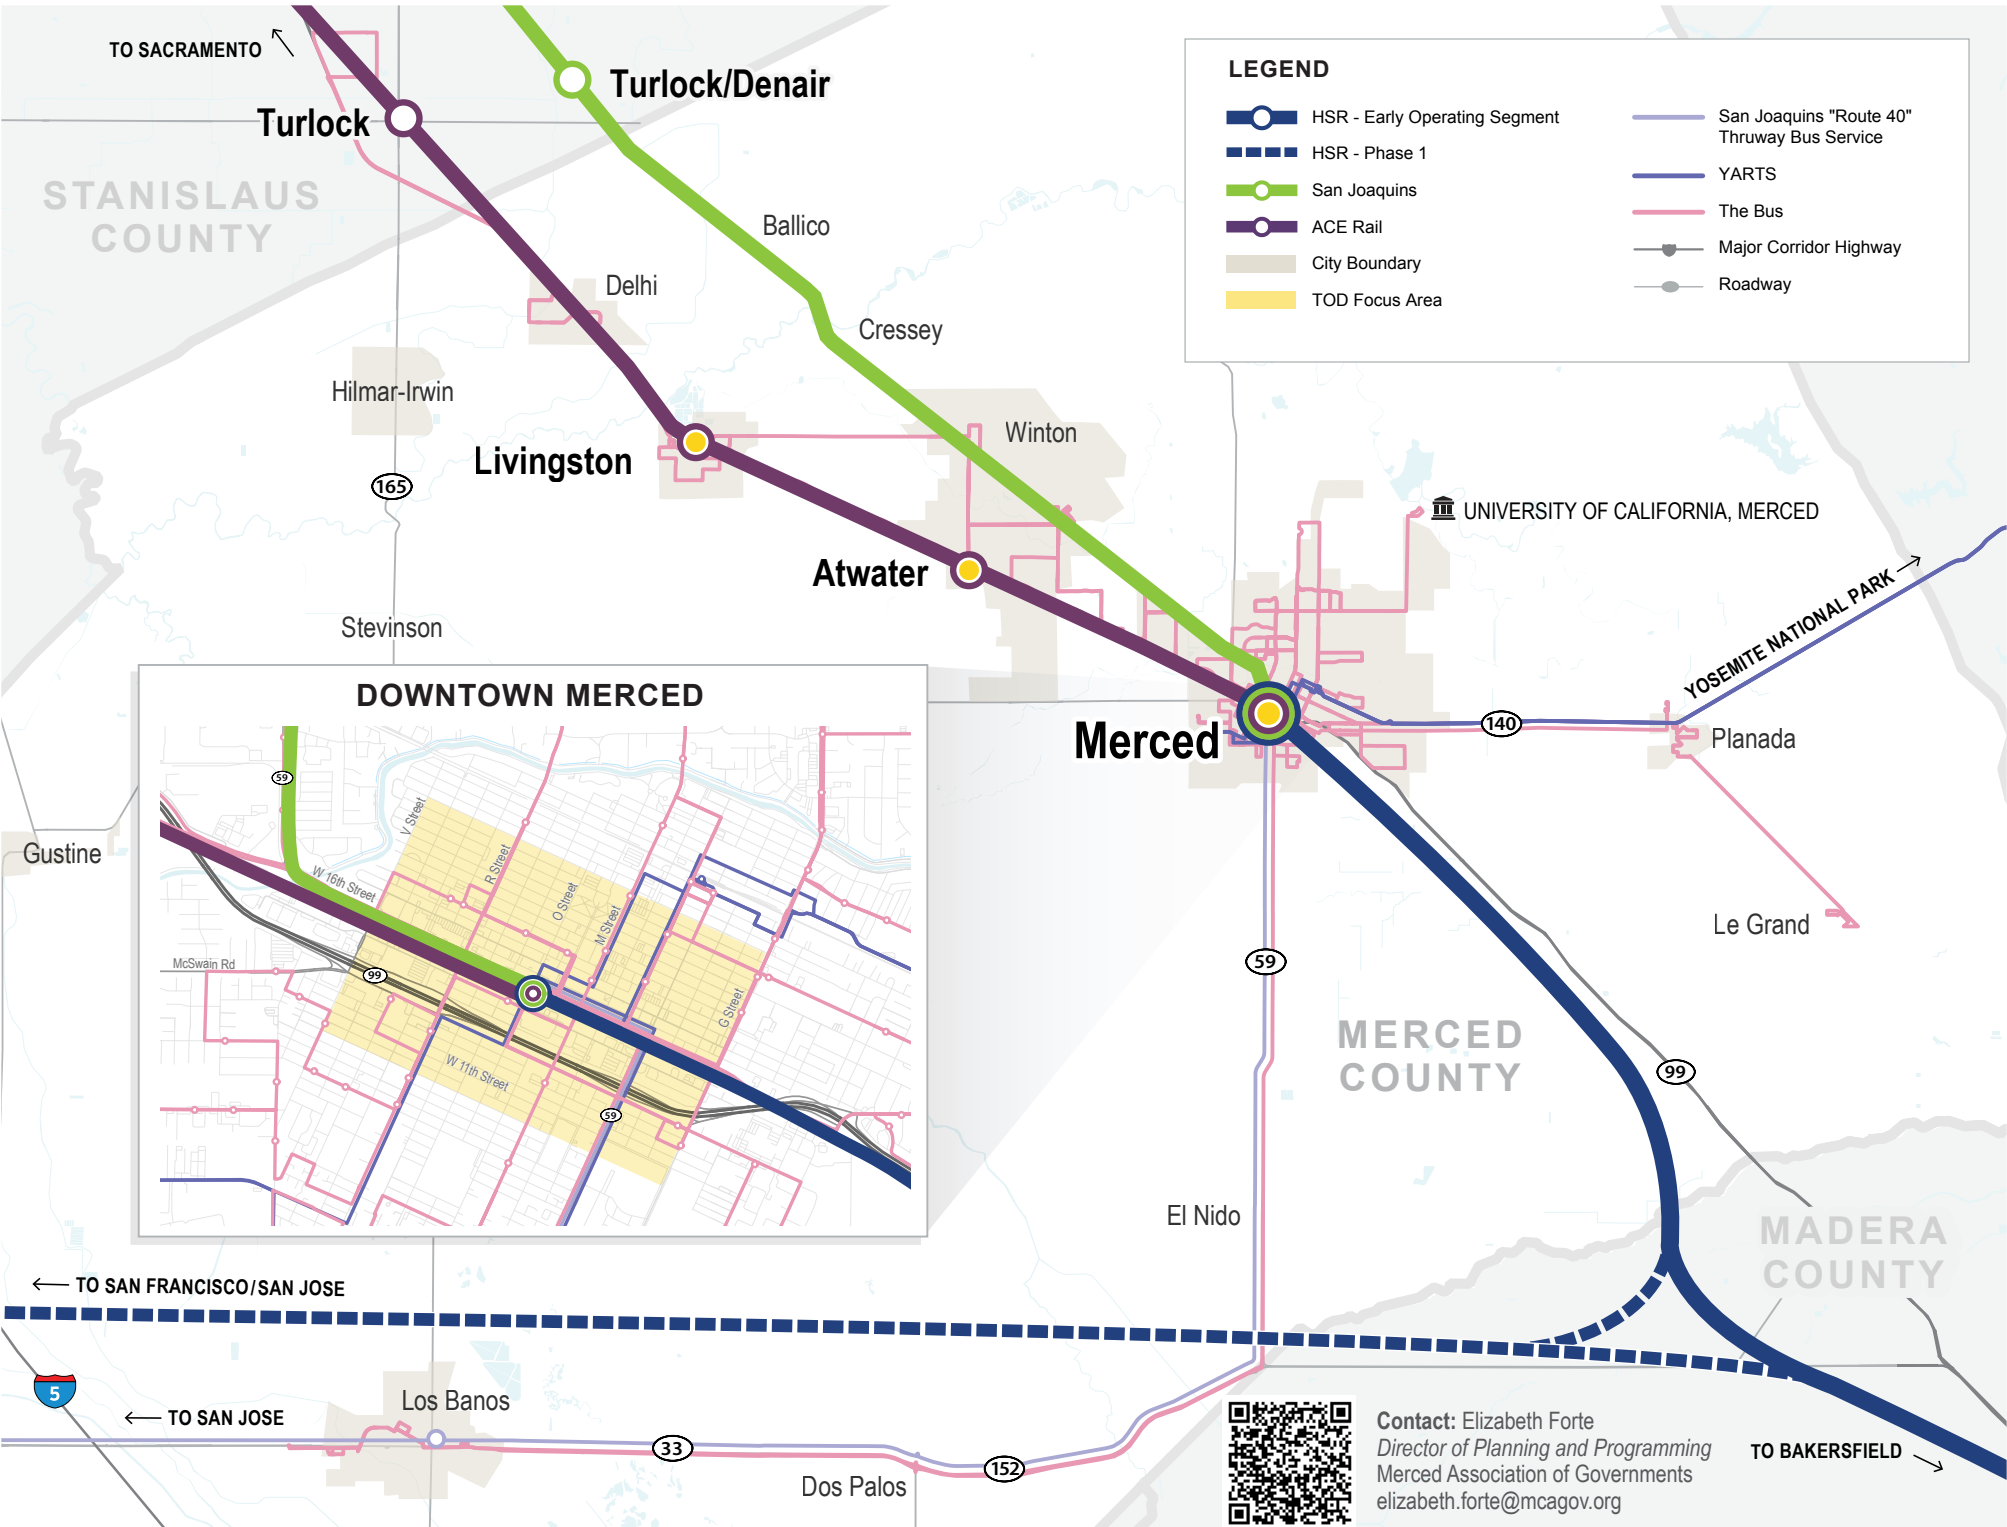 TO SACRAMENTO
Turlock/Denair
Turlock
STANISLAUS
COUNTY
Ballico
Delhi
Cressey
Hilmar-Irwin
Winton
Livingston
165
UNIVERSITY OF CALIFORNIA, MERCED
Atwater
Stevinson
YOSEMITE NATIONAL PARK
Merced
140
Planada
Gustine
Le Grand
59
MERCED
COUNTY
99
El Nido
MADERA
COUNTY
TO SAN FRANCISCO/SAN JOSE
5
Los Banos
TO SAN JOSE
33
152
Dos Palos
TO BAKERSFIELD
LEGEND
HSR - Early Operating Segment
HSR - Phase 1
San Joaquins
ACE Rail
City Boundary
TOD Focus Area
San Joaquins "Route 40"
Thruway Bus Service
YARTS
The Bus
Major Corridor Highway
Roadway
DOWNTOWN MERCED
59
V Street
R Street
W 16th Street
O Street
M Street
McSwain Rd
99
G Street
W 11th Street
59
Contact: Elizabeth Forte
Director of Planning and Programming
Merced Association of Governments
elizabeth.forte@mcagov.org